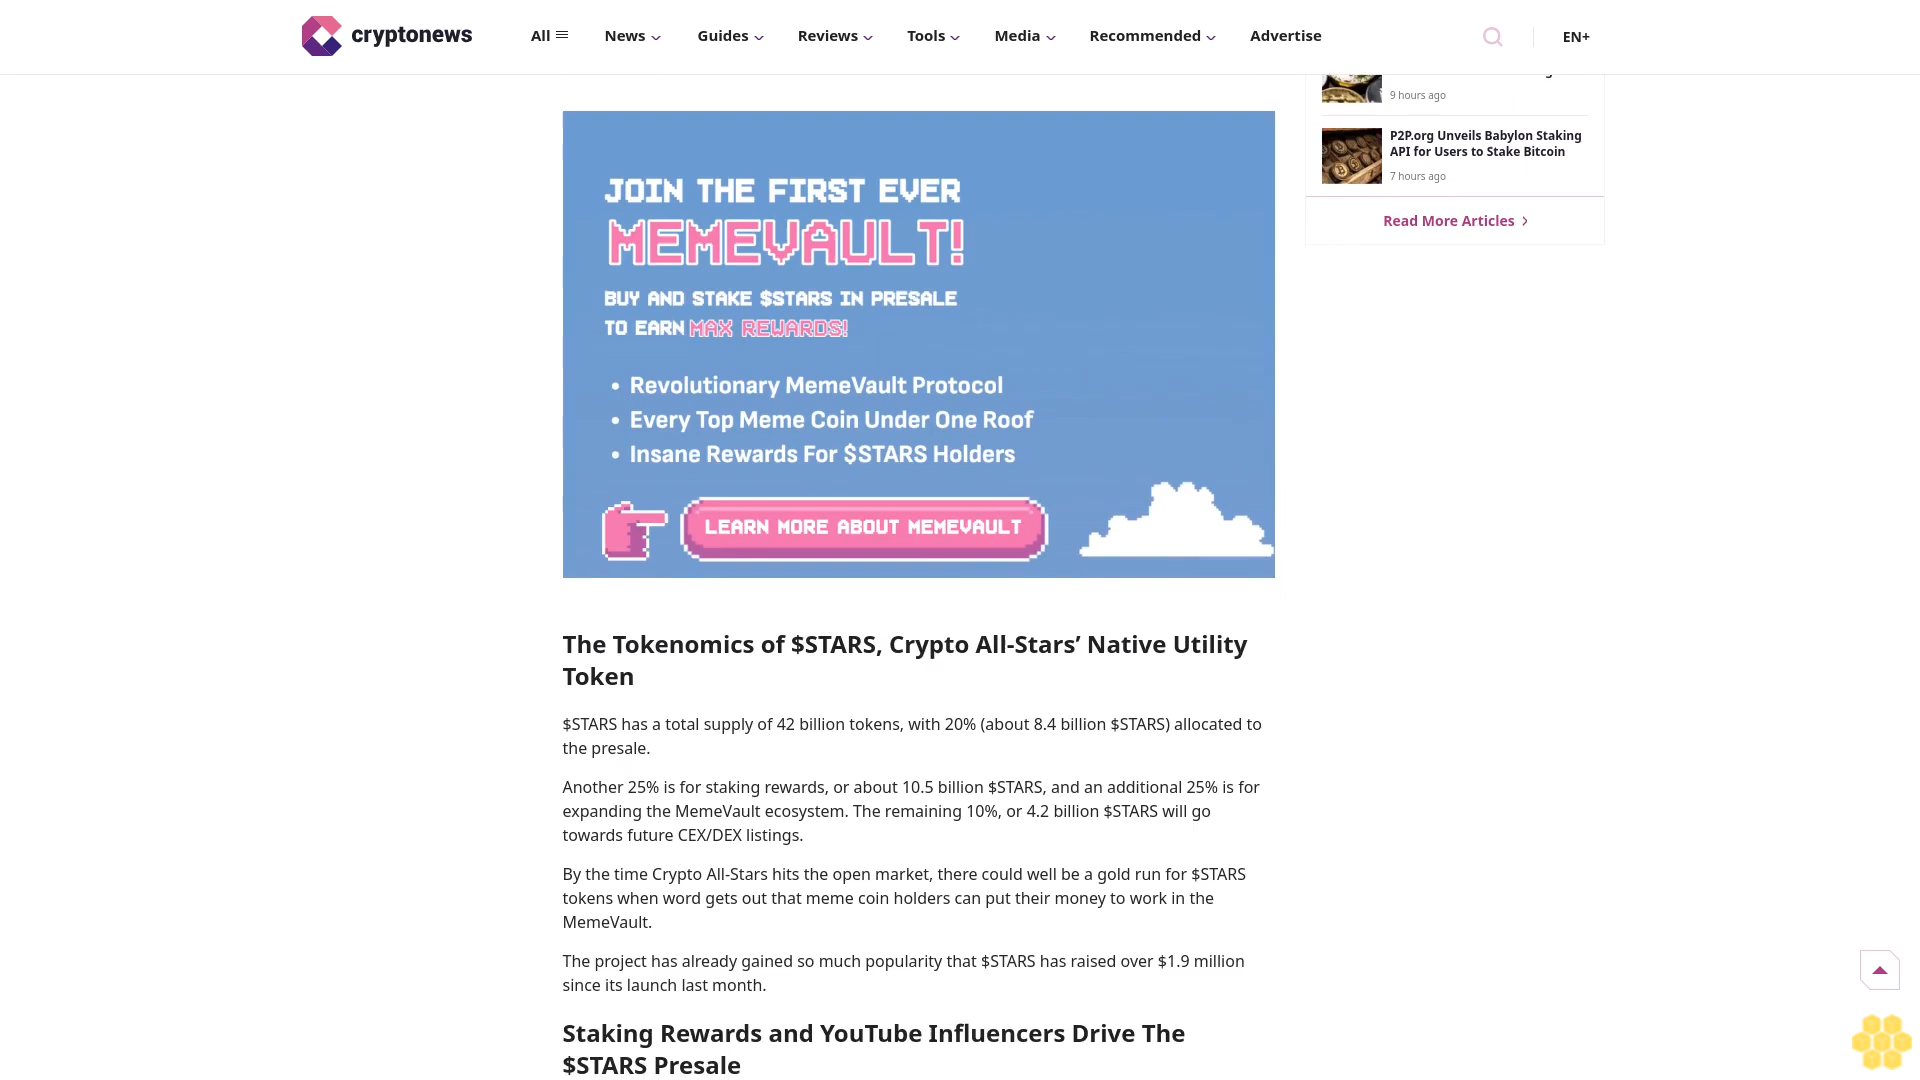 cryptonews
All
News
Guides
Reviews
Tools
Media
Recommended
Advertise
EN+
9 hours ago
P2P.org Unveils Babylon Staking
API for Users to Stake Bitcoin
7 hours ago
Read More Articles
JOIN THE FIRST EVER
MEMEVAULT!
BUY AND STAKE $STARS IN PRESALE
TO EARN MAX REWARDS!
• Revolutionary MemeVault Protocol
• Every Top Meme Coin Under One Roof
• Insane Rewards For $STARS Holders
LEARN MORE ABOUT MEMEVAULT
The Tokenomics of $STARS, Crypto All-Stars’ Native Utility
Token
$STARS has a total supply of 42 billion tokens, with 20% (about 8.4 billion $STARS) allocated to
the presale.
Another 25% is for staking rewards, or about 10.5 billion $STARS, and an additional 25% is for
expanding the MemeVault ecosystem. The remaining 10%, or 4.2 billion $STARS will go
towards future CEX/DEX listings.
By the time Crypto All-Stars hits the open market, there could well be a gold run for $STARS
tokens when word gets out that meme coin holders can put their money to work in the
MemeVault.
The project has already gained so much popularity that $STARS has raised over $1.9 million
since its launch last month.
Staking Rewards and YouTube Influencers Drive The
$STARS Presale